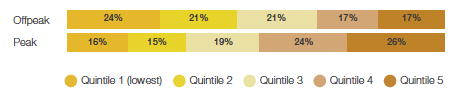 Offpeak 24% 21% 21% 17% 17%
Peak 16% 15% 19% 24% 26%
Quintile 1 (lowest) Quintile 2 Quintile 3 Quintile 4 Quintile 5